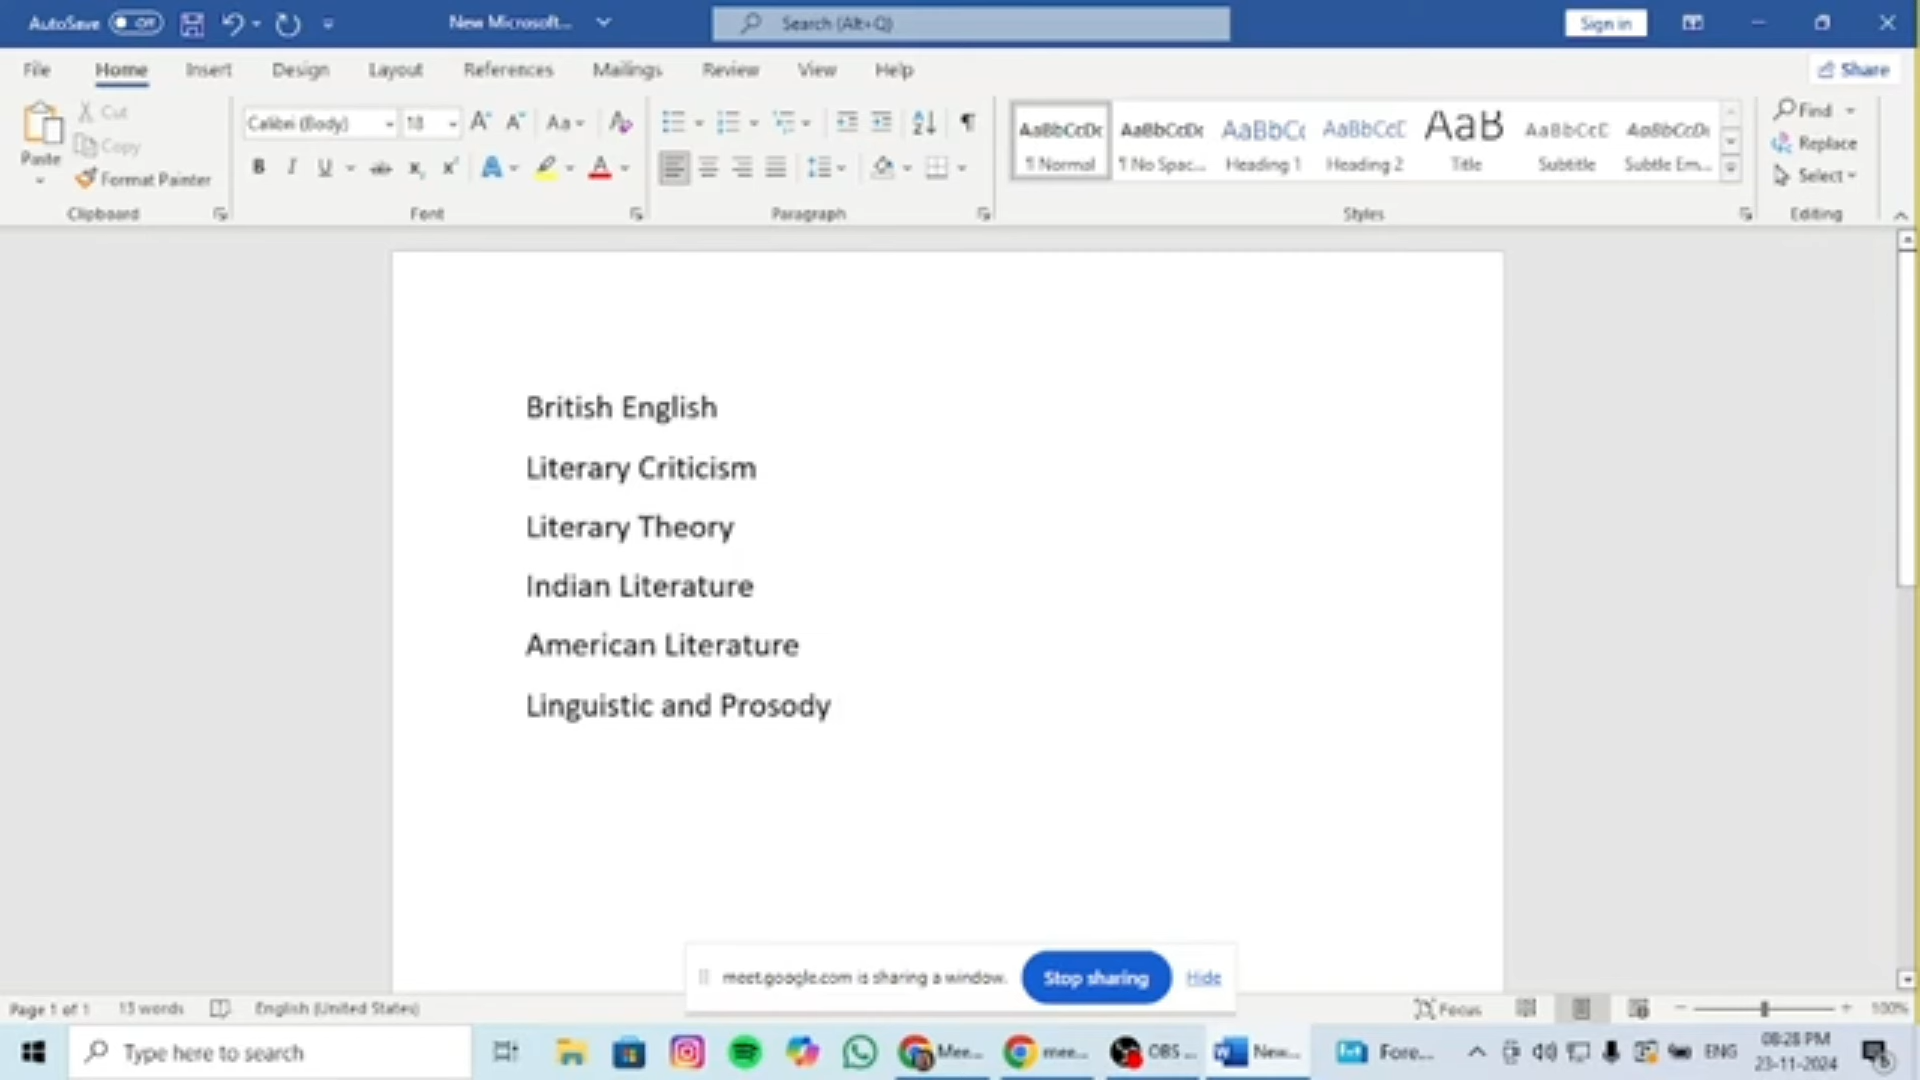 AutoSave Off New Microsoft... Search (Alt+Q) Sign in
File Home Insert Design Layout References Mailings Review View Help Share
Paste Cut Copy Format Painter
Clipboard
Calibri (Body) 18
Font
Paragraph
AaBbCcDc AaBbCcDc AaBbCc AaBbCcD AaB AaBbCcD AaBbCcDc
¶ Normal ¶ No Spac... Heading 1 Heading 2 Title Subtitle Subtle Em...
Styles
Find
Replace
Select
Editing
British English
Literary Criticism
Literary Theory
Indian Literature
American Literature
Linguistic and Prosody
meet.google.com is sharing a window. Stop sharing Hide
Page 1 of 1 13 words English (United States) Focus 100%
Type here to search Mee... mee... OBS ... New... Fore... ENG 08:28 PM
23-11-2024